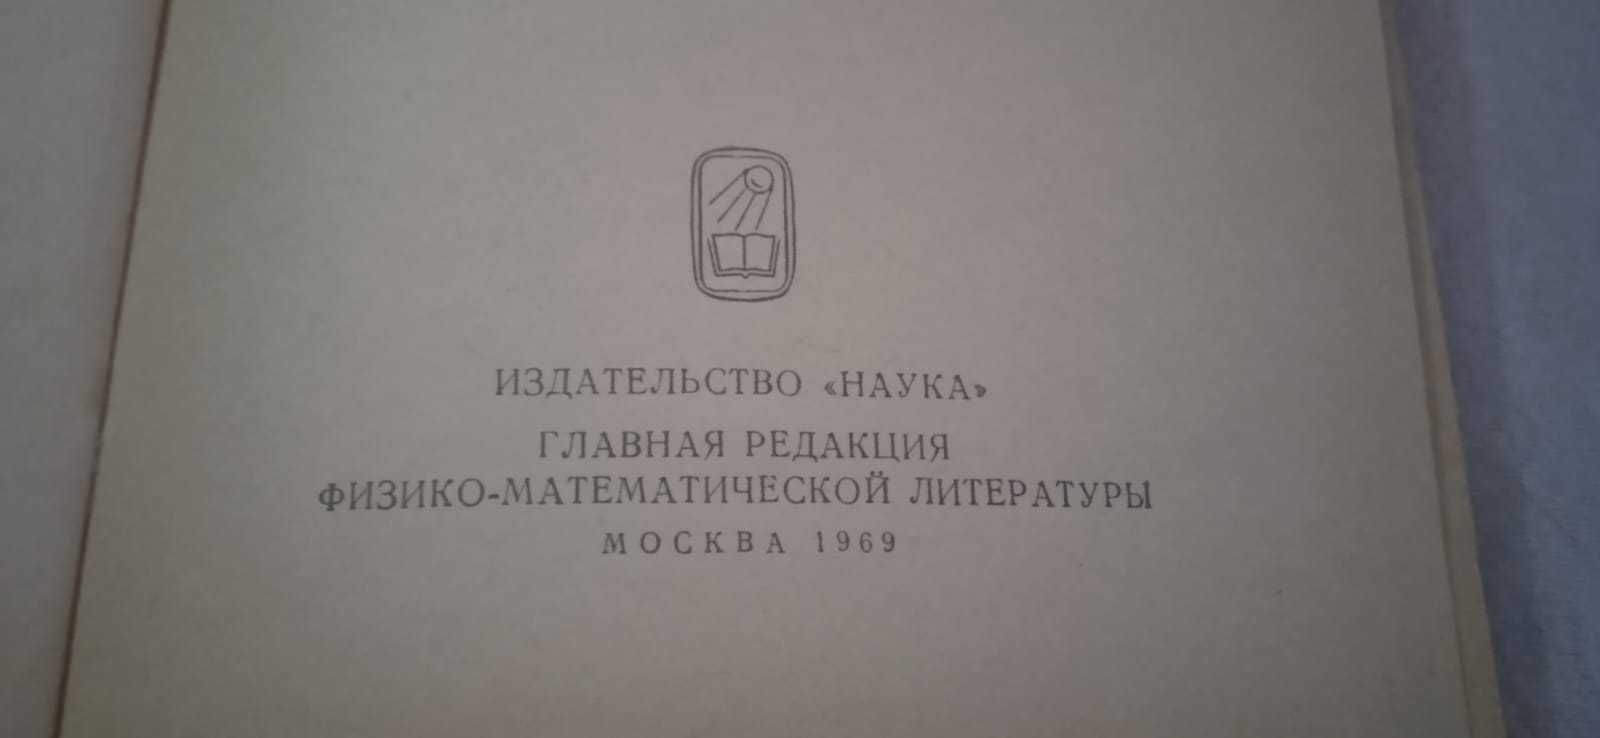 ИЗДАТЕЛЬСТВО «НАУКА»
ГЛАВНАЯ РЕДАКЦИЯ
ФИЗИКО-МАТЕМАТИЧЕСКОЙ ЛИТЕРАТУРЫ
МОСКВА 1969